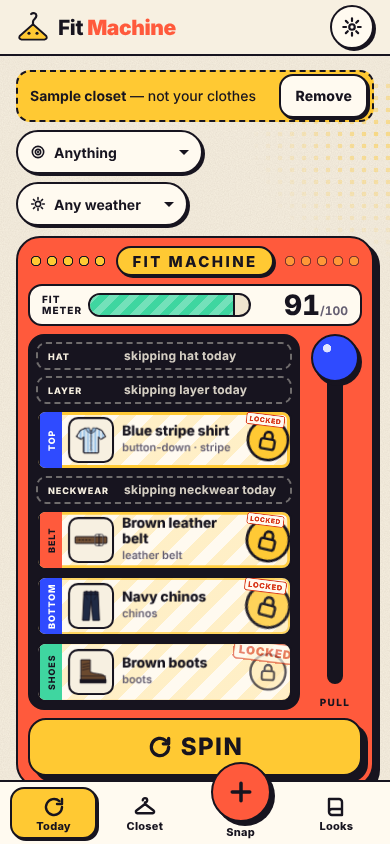 Fit Machine
Sample closet — not your clothes
Remove
Anything
Any weather
FIT MACHINE
FIT
METER
91/100
HAT
skipping hat today
LAYER
skipping layer today
TOP
Blue stripe shirt
button-down · stripe
LOCKED
NECKWEAR
skipping neckwear today
BELT
Brown leather
belt
leather belt
LOCKED
BOTTOM
Navy chinos
chinos
LOCKED
SHOES
Brown boots
boots
LOCKED
PULL
SPIN
Today
Closet
Snap
Looks